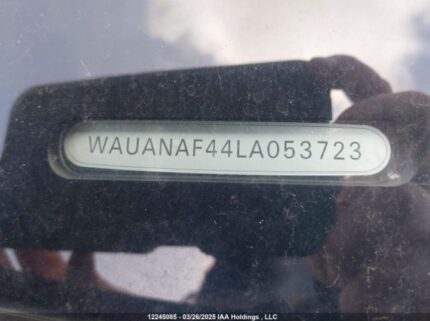 WAUANAF44LA053723
12245085 - 03/26/2025 IAA Holdings , LLC